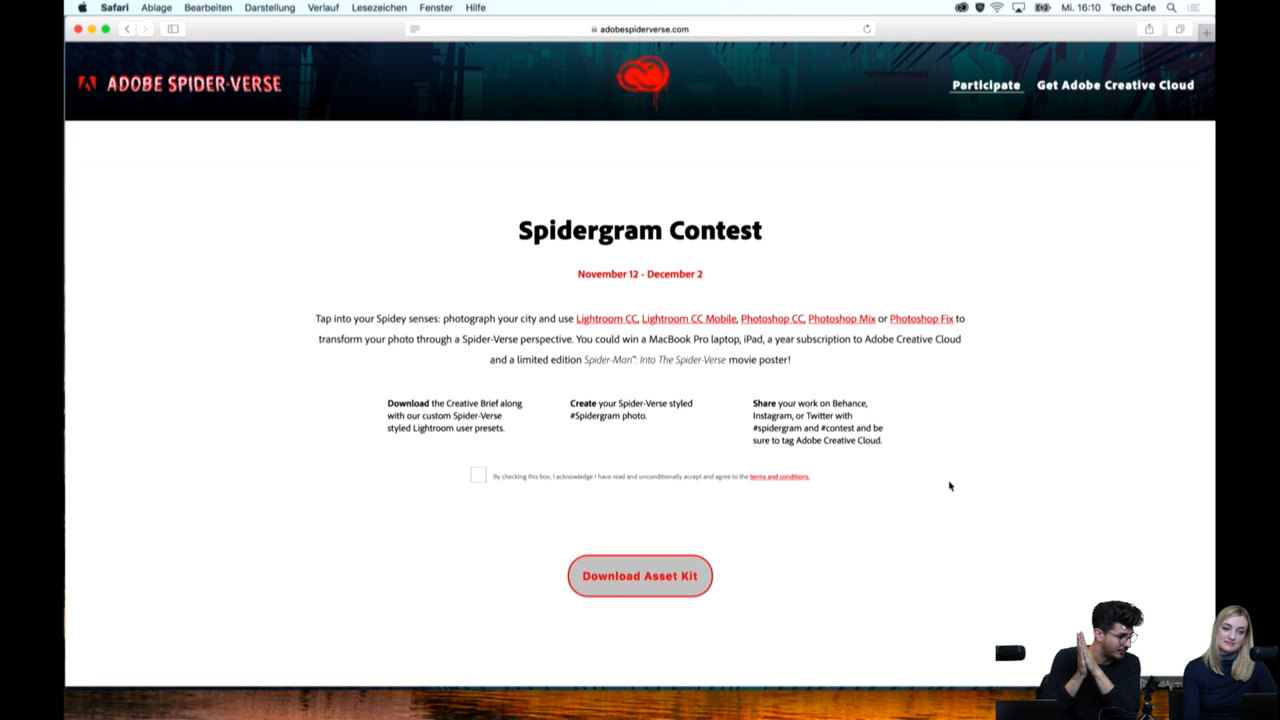 Safari Ablage Bearbeiten Darstellung Verlauf Lesezeichen Fenster Hilfe Mi. 16:10 Tech Cafe
adobespiderverse.com
ADOBE SPIDER-VERSE Participate Get Adobe Creative Cloud
Spidergram Contest
November 12 - December 2
Tap into your Spidey senses: photograph your city and use Lightroom CC, Lightroom CC Mobile, Photoshop CC, Photoshop Mix or Photoshop Fix to
transform your photo through a Spider-Verse perspective. You could win a MacBook Pro laptop, iPad, a year subscription to Adobe Creative Cloud
and a limited edition Spider-Man™: Into The Spider-Verse movie poster!
Download the Creative Brief along
with our custom Spider-Verse
styled Lightroom user presets.
Create your Spider-Verse styled
#Spidergram photo.
Share your work on Behance,
Instagram, or Twitter with
#spidergram and #contest and be
sure to tag Adobe Creative Cloud.
By checking this box, I acknowledge I have read and unconditionally accept and agree to the terms and conditions.
Download Asset Kit